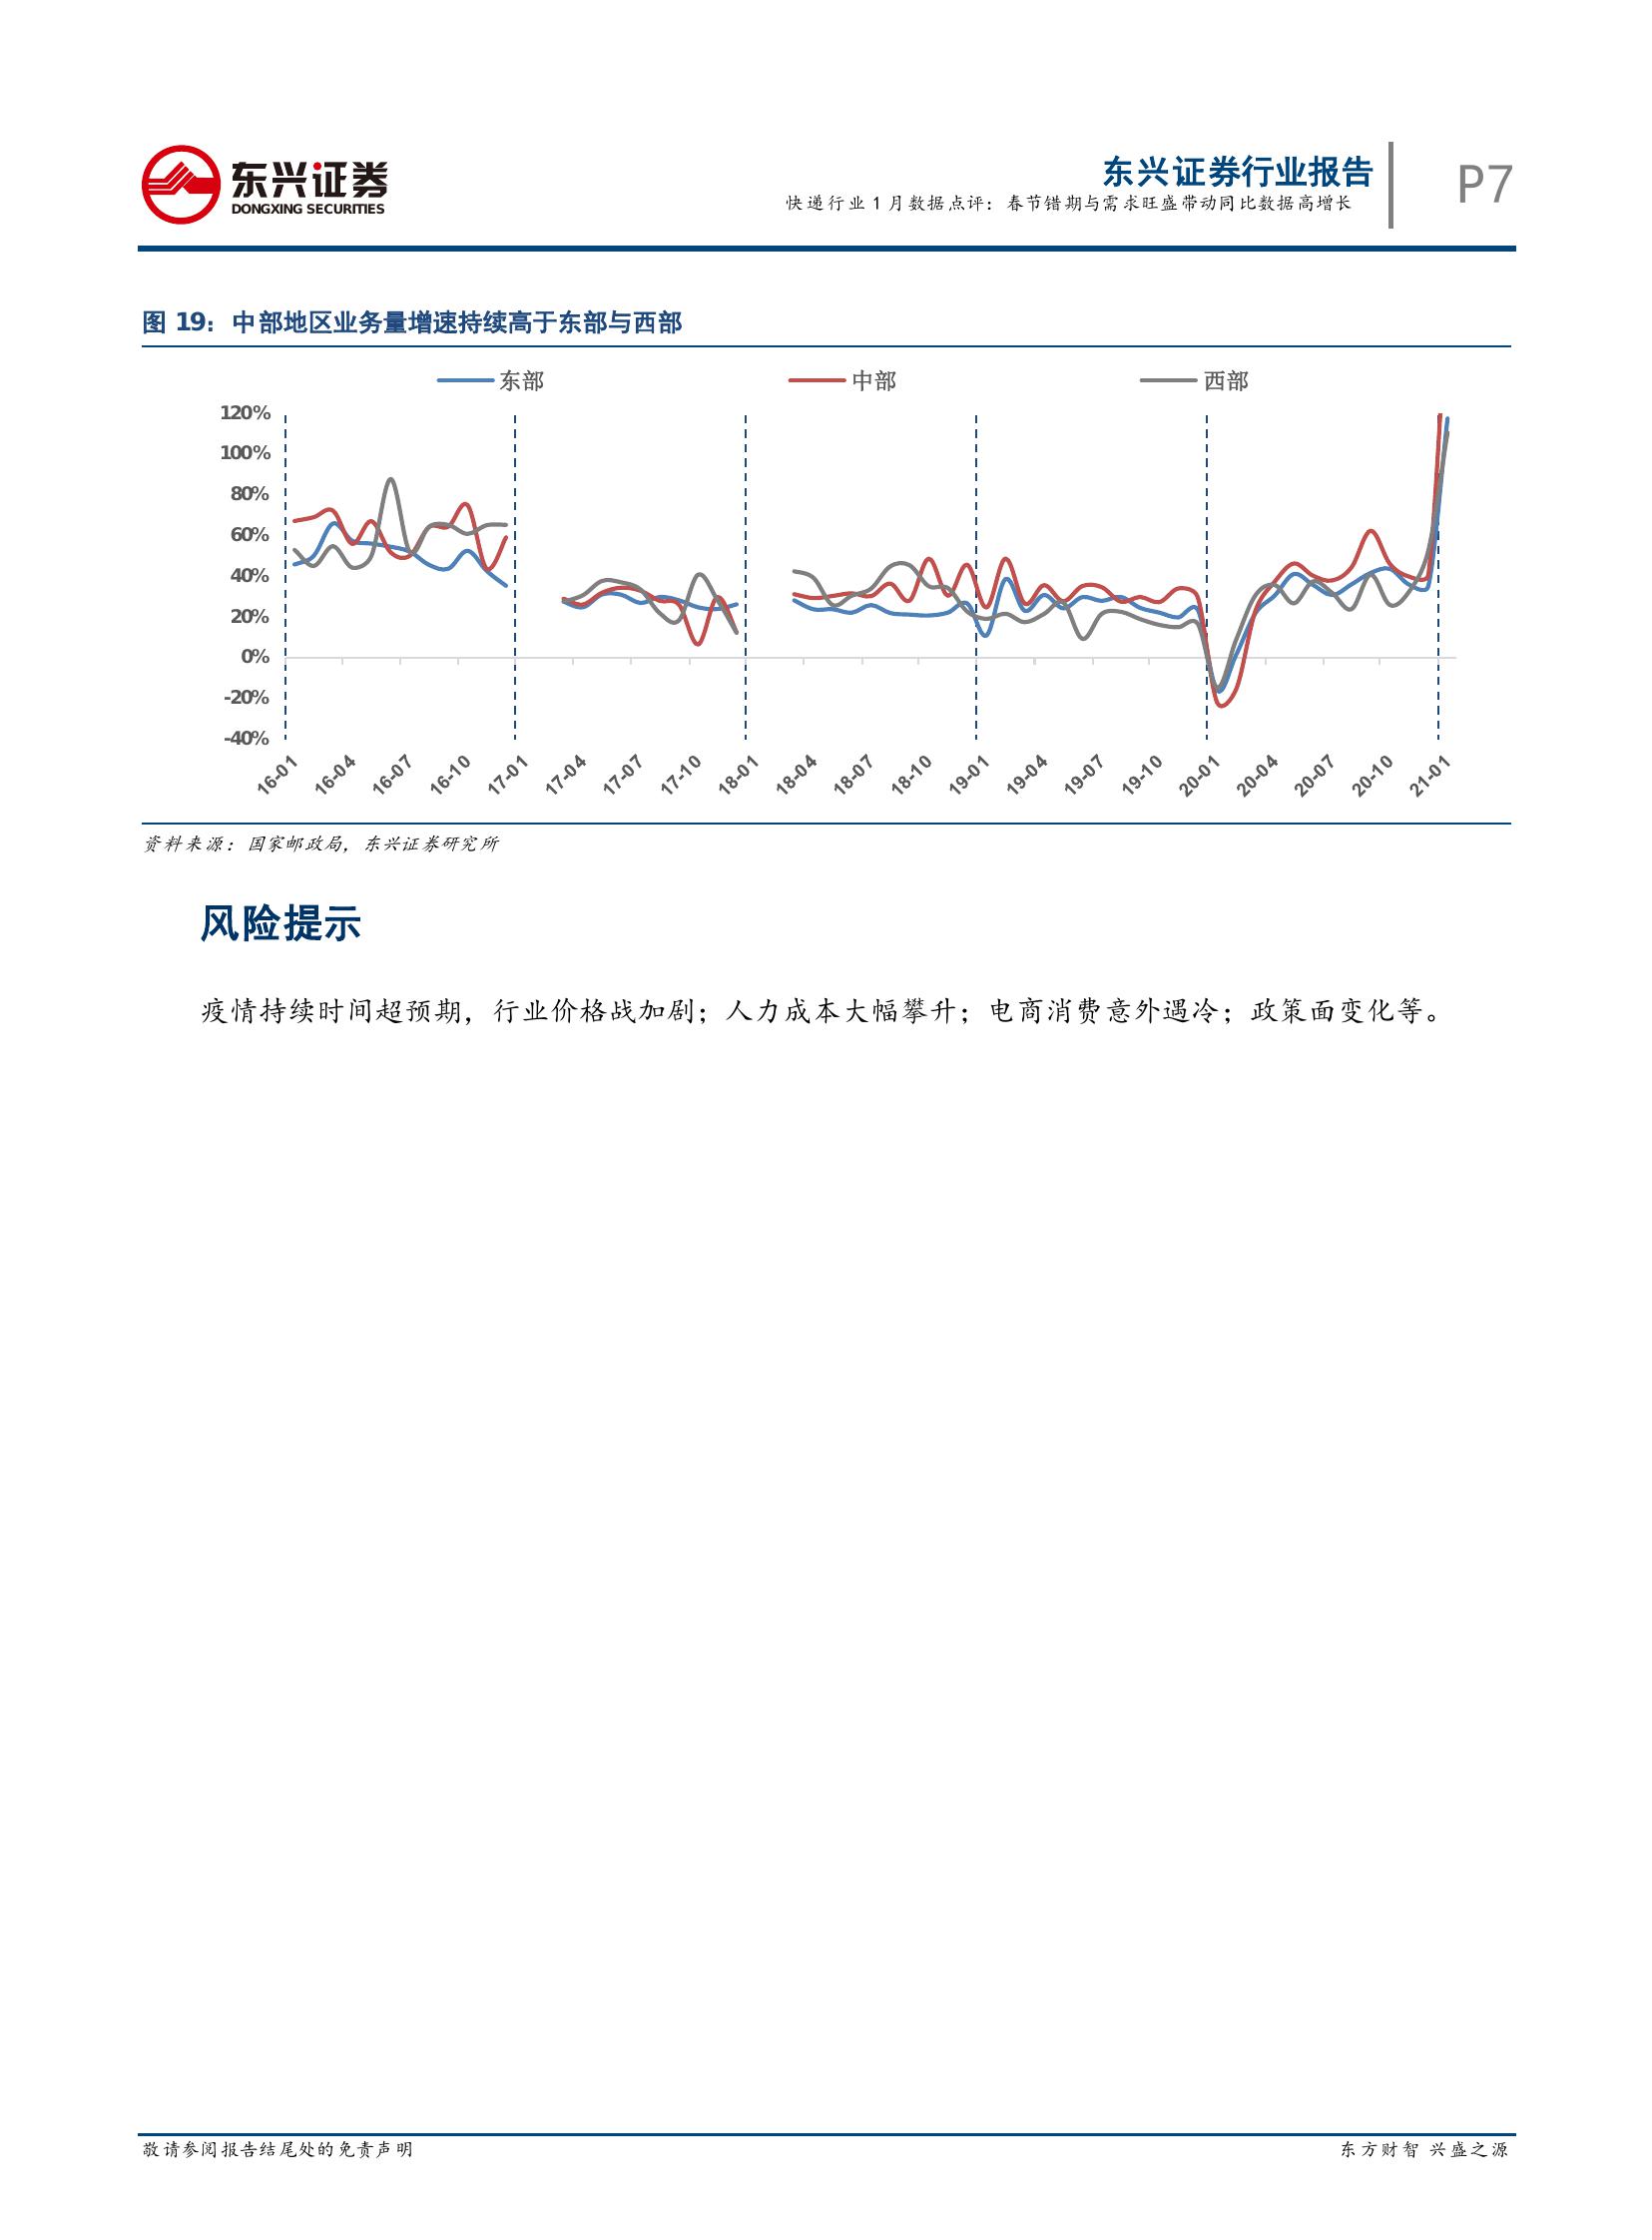 东兴证券
DONGXING SECURITIES
东兴证券行业报告
快递行业 1 月数据点评：春节错期与需求旺盛带动同比数据高增长
P7
图 19：中部地区业务量增速持续高于东部与西部
东部 中部 西部
120%
100%
80%
60%
40%
20%
0%
-20%
-40%
16-01 16-04 16-07 16-10 17-01 17-04 17-07 17-10 18-01 18-04 18-07 18-10 19-01 19-04 19-07 19-10 20-01 20-04 20-07 20-10 21-01
资料来源：国家邮政局，东兴证券研究所
风险提示
疫情持续时间超预期，行业价格战加剧；人力成本大幅攀升；电商消费意外遇冷；政策面变化等。
敬请参阅报告结尾处的免责声明
东方财智 兴盛之源